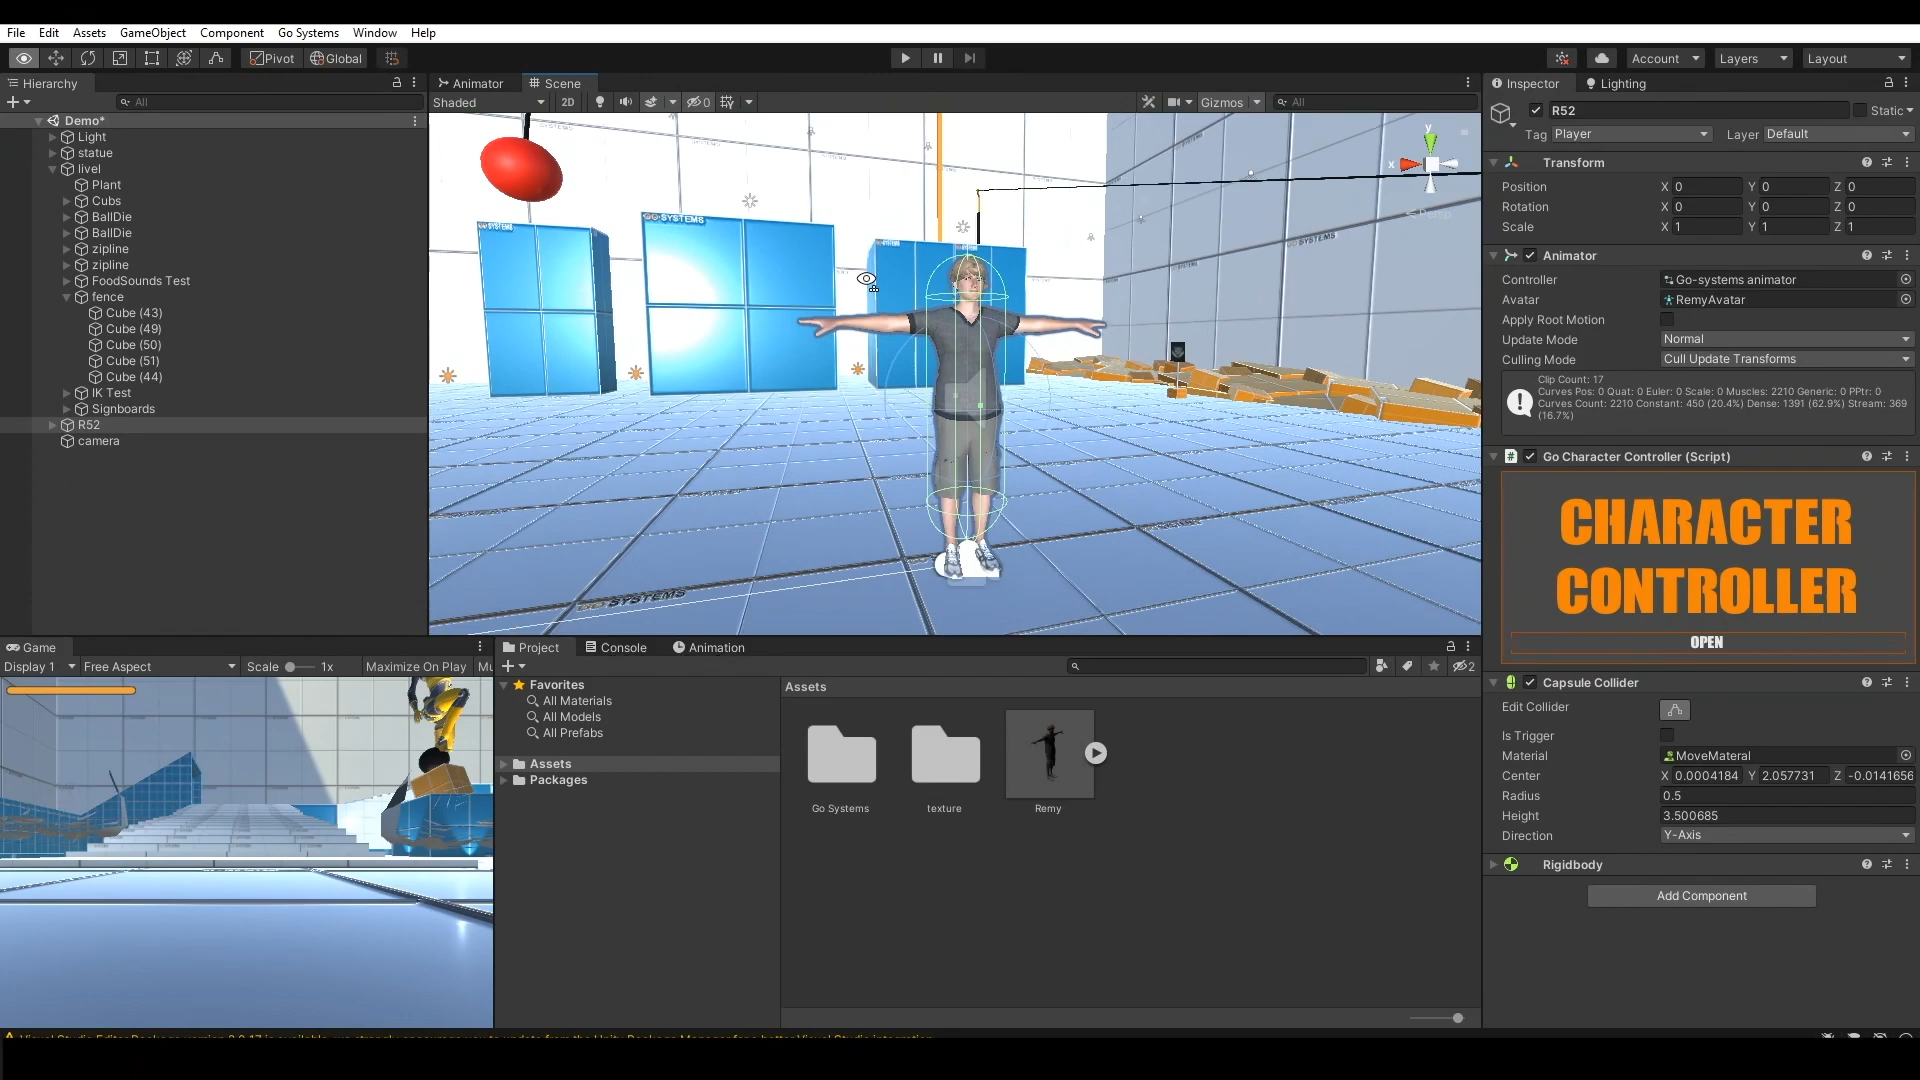 File Edit Assets GameObject Component Go Systems Window Help
Pivot Global Account Layers Layout
Hierarchy
All
Demo*
Light
statue
livel
Plant
Cubs
BallDie
BallDie
zipline
zipline
FoodSounds Test
fence
Cube (43)
Cube (49)
Cube (50)
Cube (51)
Cube (44)
IK Test
Signboards
R52
camera
Animator Scene
Shaded 2D 0 Gizmos All
SYSTEMS
SYSTEMS
SYSTEMS
SYSTEMS
y
x
Persp
Inspector Lighting
R52 Static
Tag Player Layer Default
Transform
Position X 0 Y 0 Z 0
Rotation X 0 Y 0 Z 0
Scale X 1 Y 1 Z 1
Animator
Controller Go-systems animator
Avatar RemyAvatar
Apply Root Motion
Update Mode Normal
Culling Mode Cull Update Transforms
Clip Count: 17
Curves Pos: 0 Quat: 0 Euler: 0 Scale: 0 Muscles: 2210 Generic: 0 PPtr: 0
Curves Count: 2210 Constant: 450 (20.4%) Dense: 1391 (62.9%) Stream: 369
(16.7%)
Go Character Controller (Script)
CHARACTER
CONTROLLER
OPEN
Capsule Collider
Edit Collider
Is Trigger
Material MoveMateral
Center X 0.0004184 Y 2.057731 Z -0.0141656
Radius 0.5
Height 3.500685
Direction Y-Axis
Rigidbody
Add Component
Game
Display 1 Free Aspect Scale 1x Maximize On Play Mu
Project Console Animation
2
Favorites
All Materials
All Models
All Prefabs
Assets
Packages
Assets
Go Systems texture Remy